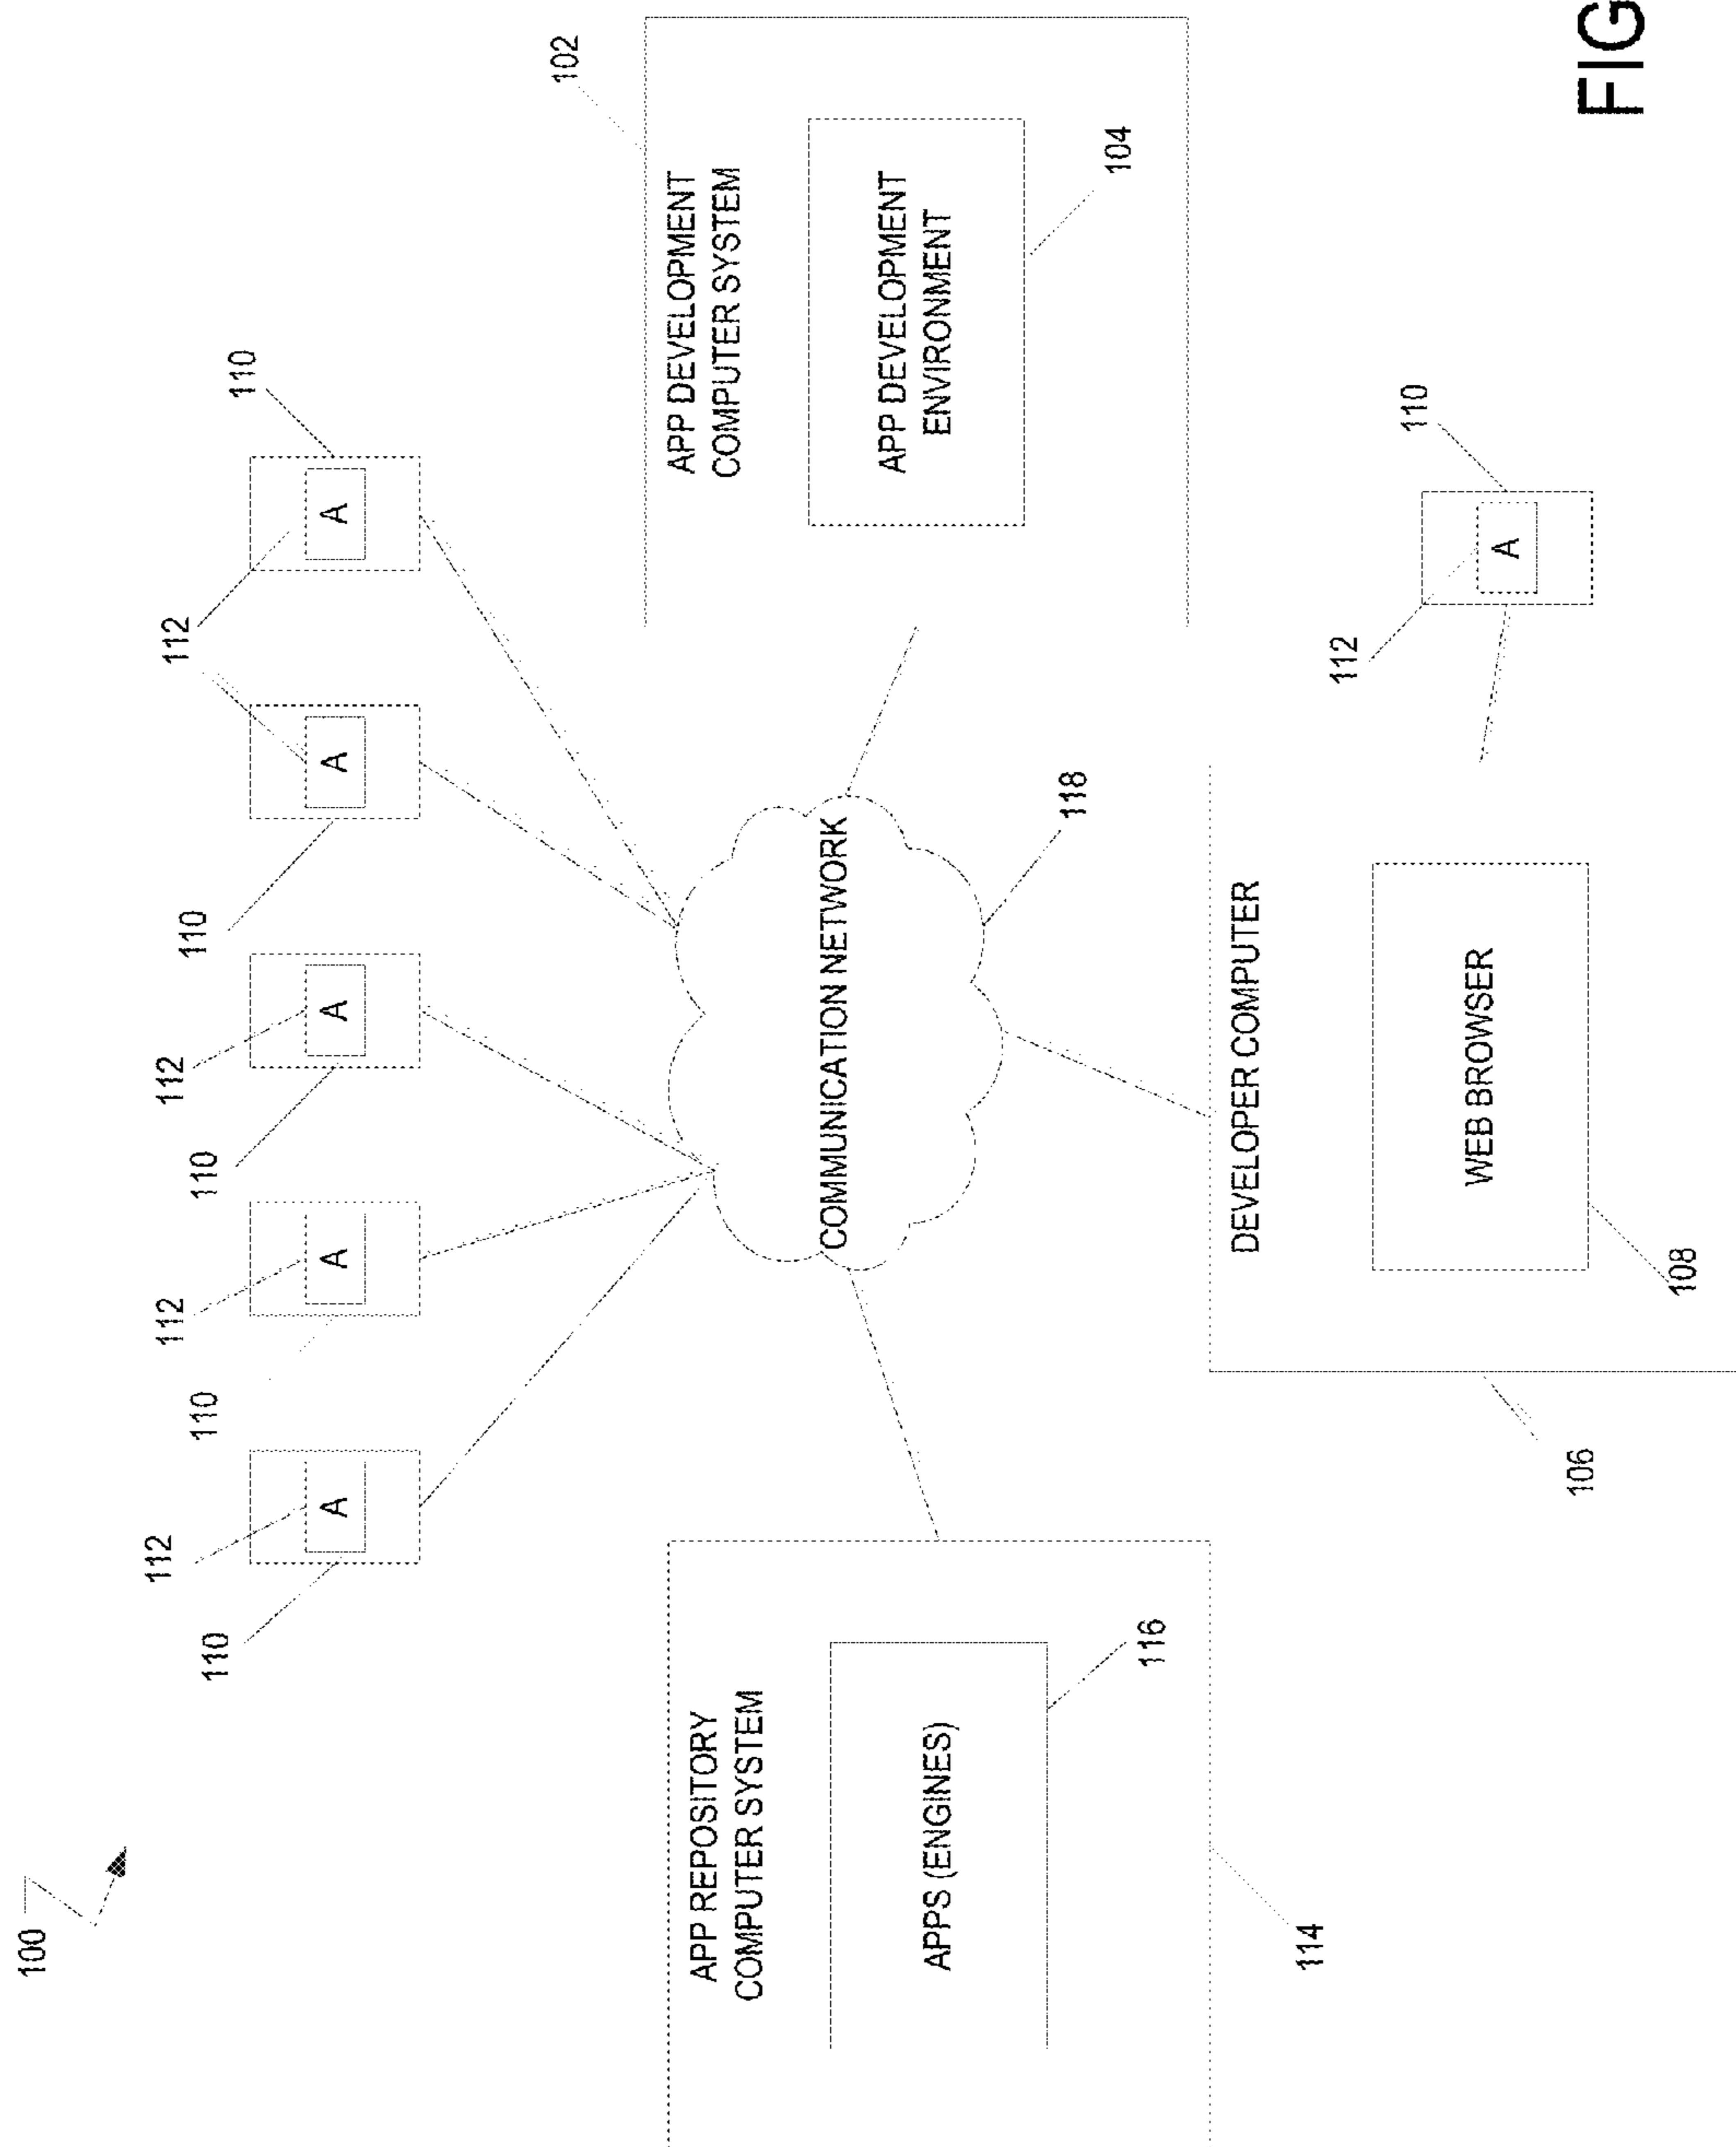 100
112
112
112
112
110
110
110
110
110
A
A
A
A
A
102
APP REPOSITORY
COMPUTER SYSTEM
APP DEVELOPMENT
COMPUTER SYSTEM
COMMUNICATION NETWORK
APPS (ENGINES)
APP DEVELOPMENT
ENVIRONMENT
116
118
104
114
DEVELOPER COMPUTER
112
110
WEB BROWSER
A
106
108
FIG